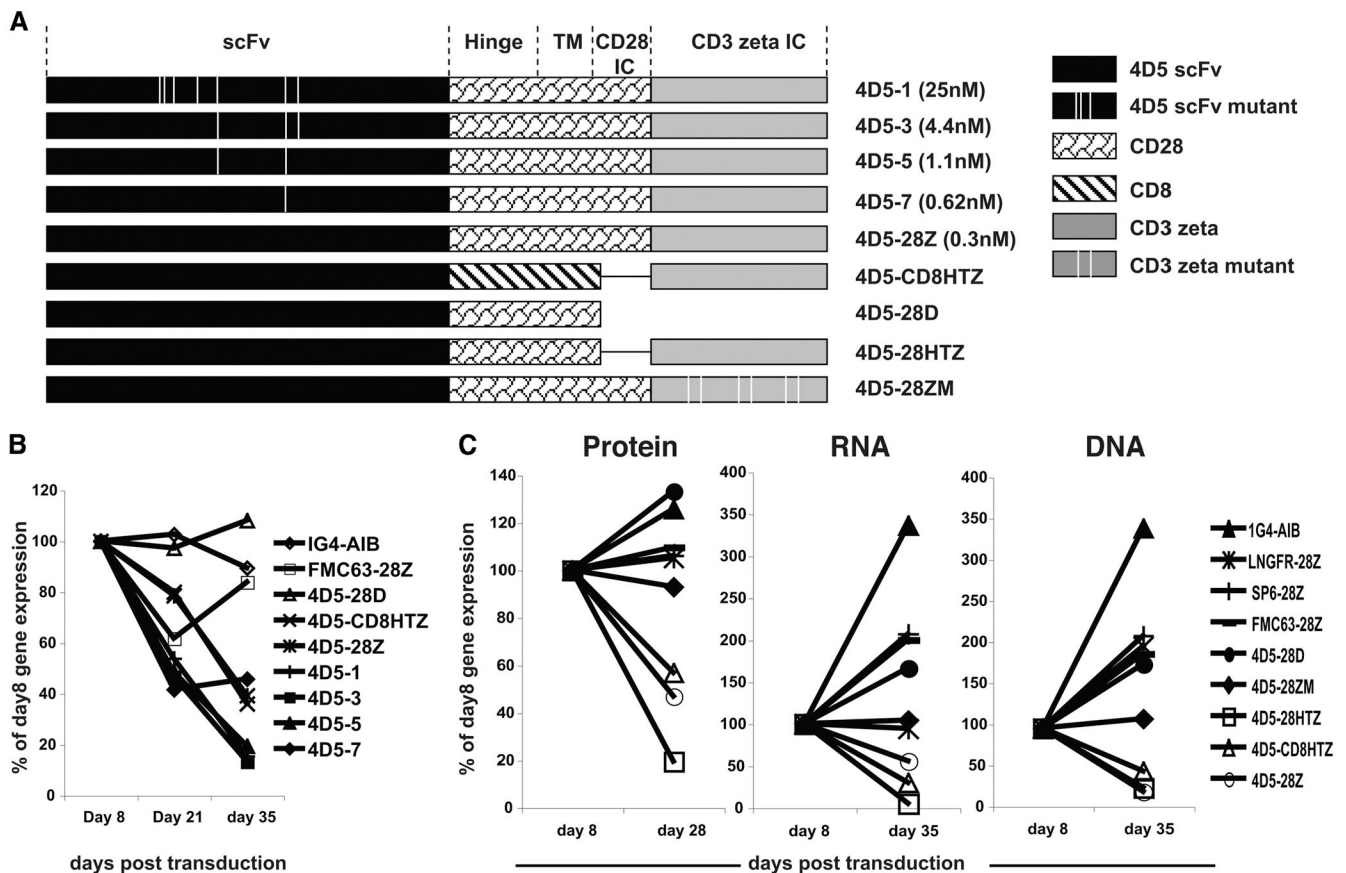 A
scFv
Hinge
TM
CD28
IC
CD3 zeta IC
4D5-1 (25nM)
4D5-3 (4.4nM)
4D5-5 (1.1nM)
4D5-7 (0.62nM)
4D5-28Z (0.3nM)
4D5-CD8HTZ
4D5-28D
4D5-28HTZ
4D5-28ZM
4D5 scFv
4D5 scFv mutant
CD28
CD8
CD3 zeta
CD3 zeta mutant
B
% of day8 gene expression
120
100
80
60
40
20
0
Day 8
Day 21
day 35
days post transduction
IG4-AIB
FMC63-28Z
4D5-28D
4D5-CD8HTZ
4D5-28Z
4D5-1
4D5-3
4D5-5
4D5-7
C
Protein
% of day8 gene expression
140
120
100
80
60
40
20
0
day 8
day 28
RNA
400
350
300
250
200
150
100
50
0
day 8
day 35
DNA
400
350
300
250
200
150
100
50
0
day 8
day 35
days post transduction
1G4-AIB
LNGFR-28Z
SP6-28Z
FMC63-28Z
4D5-28D
4D5-28ZM
4D5-28HTZ
4D5-CD8HTZ
4D5-28Z